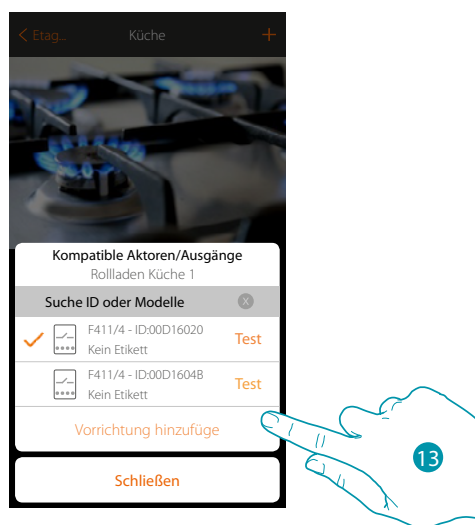 < Etag... Küche +
Kompatible Aktoren/Ausgänge
Rollladen Küche 1
Suche ID oder Modelle X
F411/4 - ID:00D16020
Kein Etikett
Test
F411/4 - ID:00D1604B
Kein Etikett
Test
Vorrichtung hinzufüge
Schließen
13